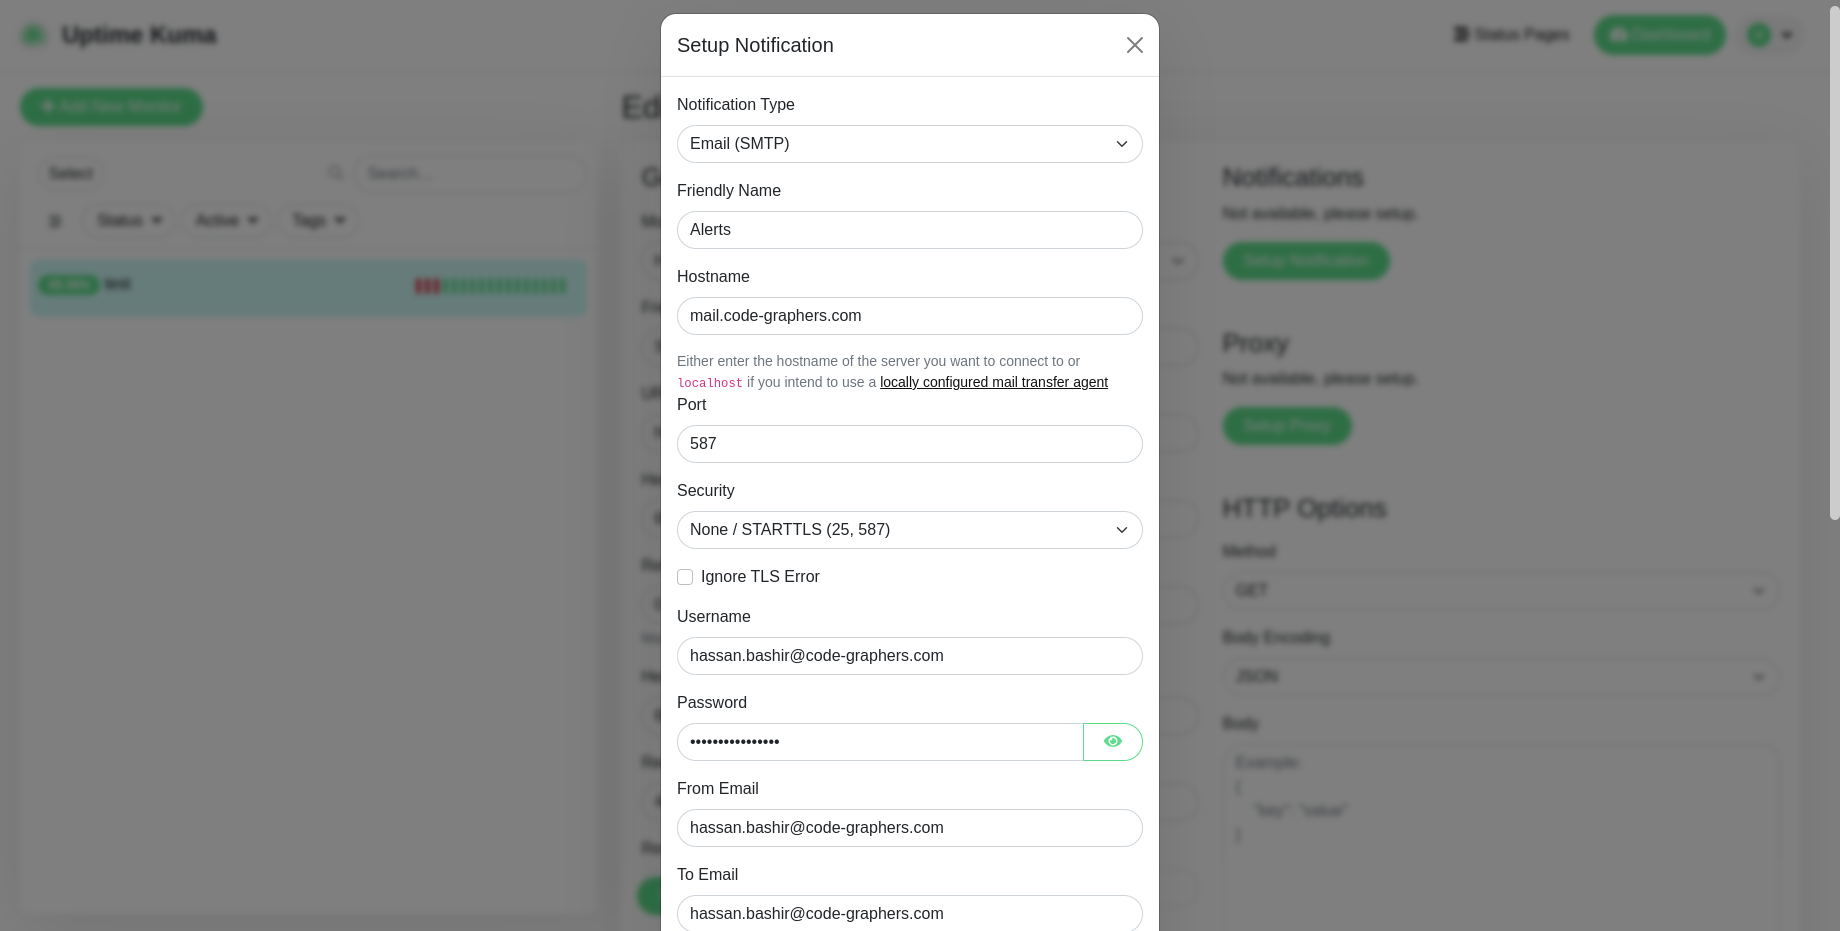 Uptime Kuma
Status Pages
Dashboard
Add New Monitor
Select
Search...
Status
Active
Tags
test
Setup Notification
Notification Type
Email (SMTP)
Friendly Name
Alerts
Hostname
mail.code-graphers.com
Either enter the hostname of the server you want to connect to or
localhost if you intend to use a locally configured mail transfer agent
Port
587
Security
None / STARTTLS (25, 587)
Ignore TLS Error
Username
hassan.bashir@code-graphers.com
Password
••••••••••••••••
From Email
hassan.bashir@code-graphers.com
To Email
hassan.bashir@code-graphers.com
Notifications
Not available, please setup.
Setup Notification
Proxy
Not available, please setup.
Setup Proxy
HTTP Options
Method
GET
Body Encoding
JSON
Body
Example:
{
"key": "value"
}